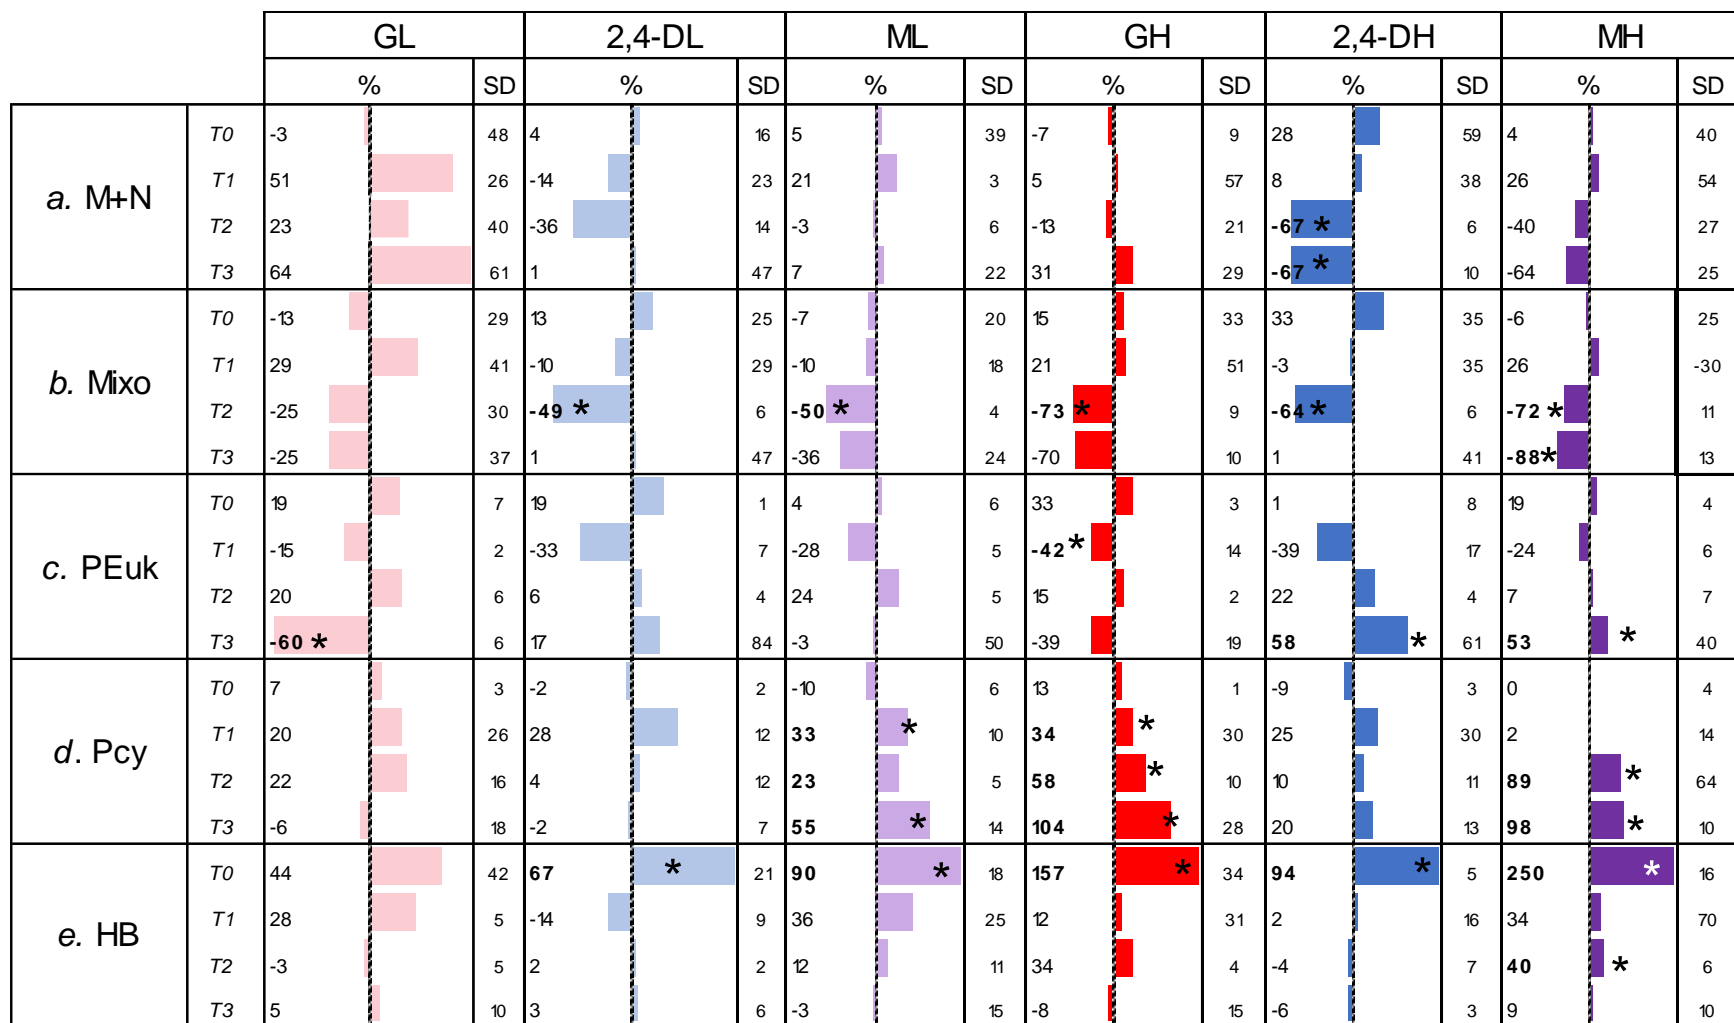 GL 2,4-DL ML GH 2,4-DH MH
% SD % SD % SD % SD % SD % SD
a. M+N
T0 -3 48 4 16 5 39 -7 9 28 59 4 40
T1 51 26 -14 23 21 3 5 57 8 38 26 54
T2 23 40 -36 14 -3 6 -13 21 -67 * 6 -40 27
T3 64 61 1 47 7 22 31 29 -67 * 10 -64 25
b. Mixo
T0 -13 29 13 25 -7 20 15 33 33 35 -6 25
T1 29 41 -10 29 -10 18 21 51 -3 35 26 -30
T2 -25 30 -49 * 6 -50 * 4 -73 * 9 -64 * 6 -72 * 11
T3 -25 37 1 47 -36 24 -70 10 1 41 -88 * 13
c. PEuk
T0 19 7 19 1 4 6 33 3 1 8 19 4
T1 -15 2 -33 7 -28 5 -42 * 14 -39 17 -24 6
T2 20 6 6 4 24 5 15 2 22 4 7 7
T3 -60 * 6 17 84 -3 50 -39 19 58 * 61 53 * 40
d. Pcy
T0 7 3 -2 2 -10 6 13 1 -9 3 0 4
T1 20 26 28 12 33 * 10 34 * 30 25 30 2 14
T2 22 16 4 12 23 5 58 * 10 10 11 89 * 64
T3 -6 18 -2 7 55 * 14 104 * 28 20 13 98 * 10
e. HB
T0 44 42 67 * 21 90 * 18 157 * 34 94 * 5 250 * 16
T1 28 5 -14 9 36 25 12 31 2 16 34 70
T2 -3 5 2 2 12 11 34 4 -4 7 40 * 6
T3 5 10 3 6 -3 15 -8 15 -6 3 9 10